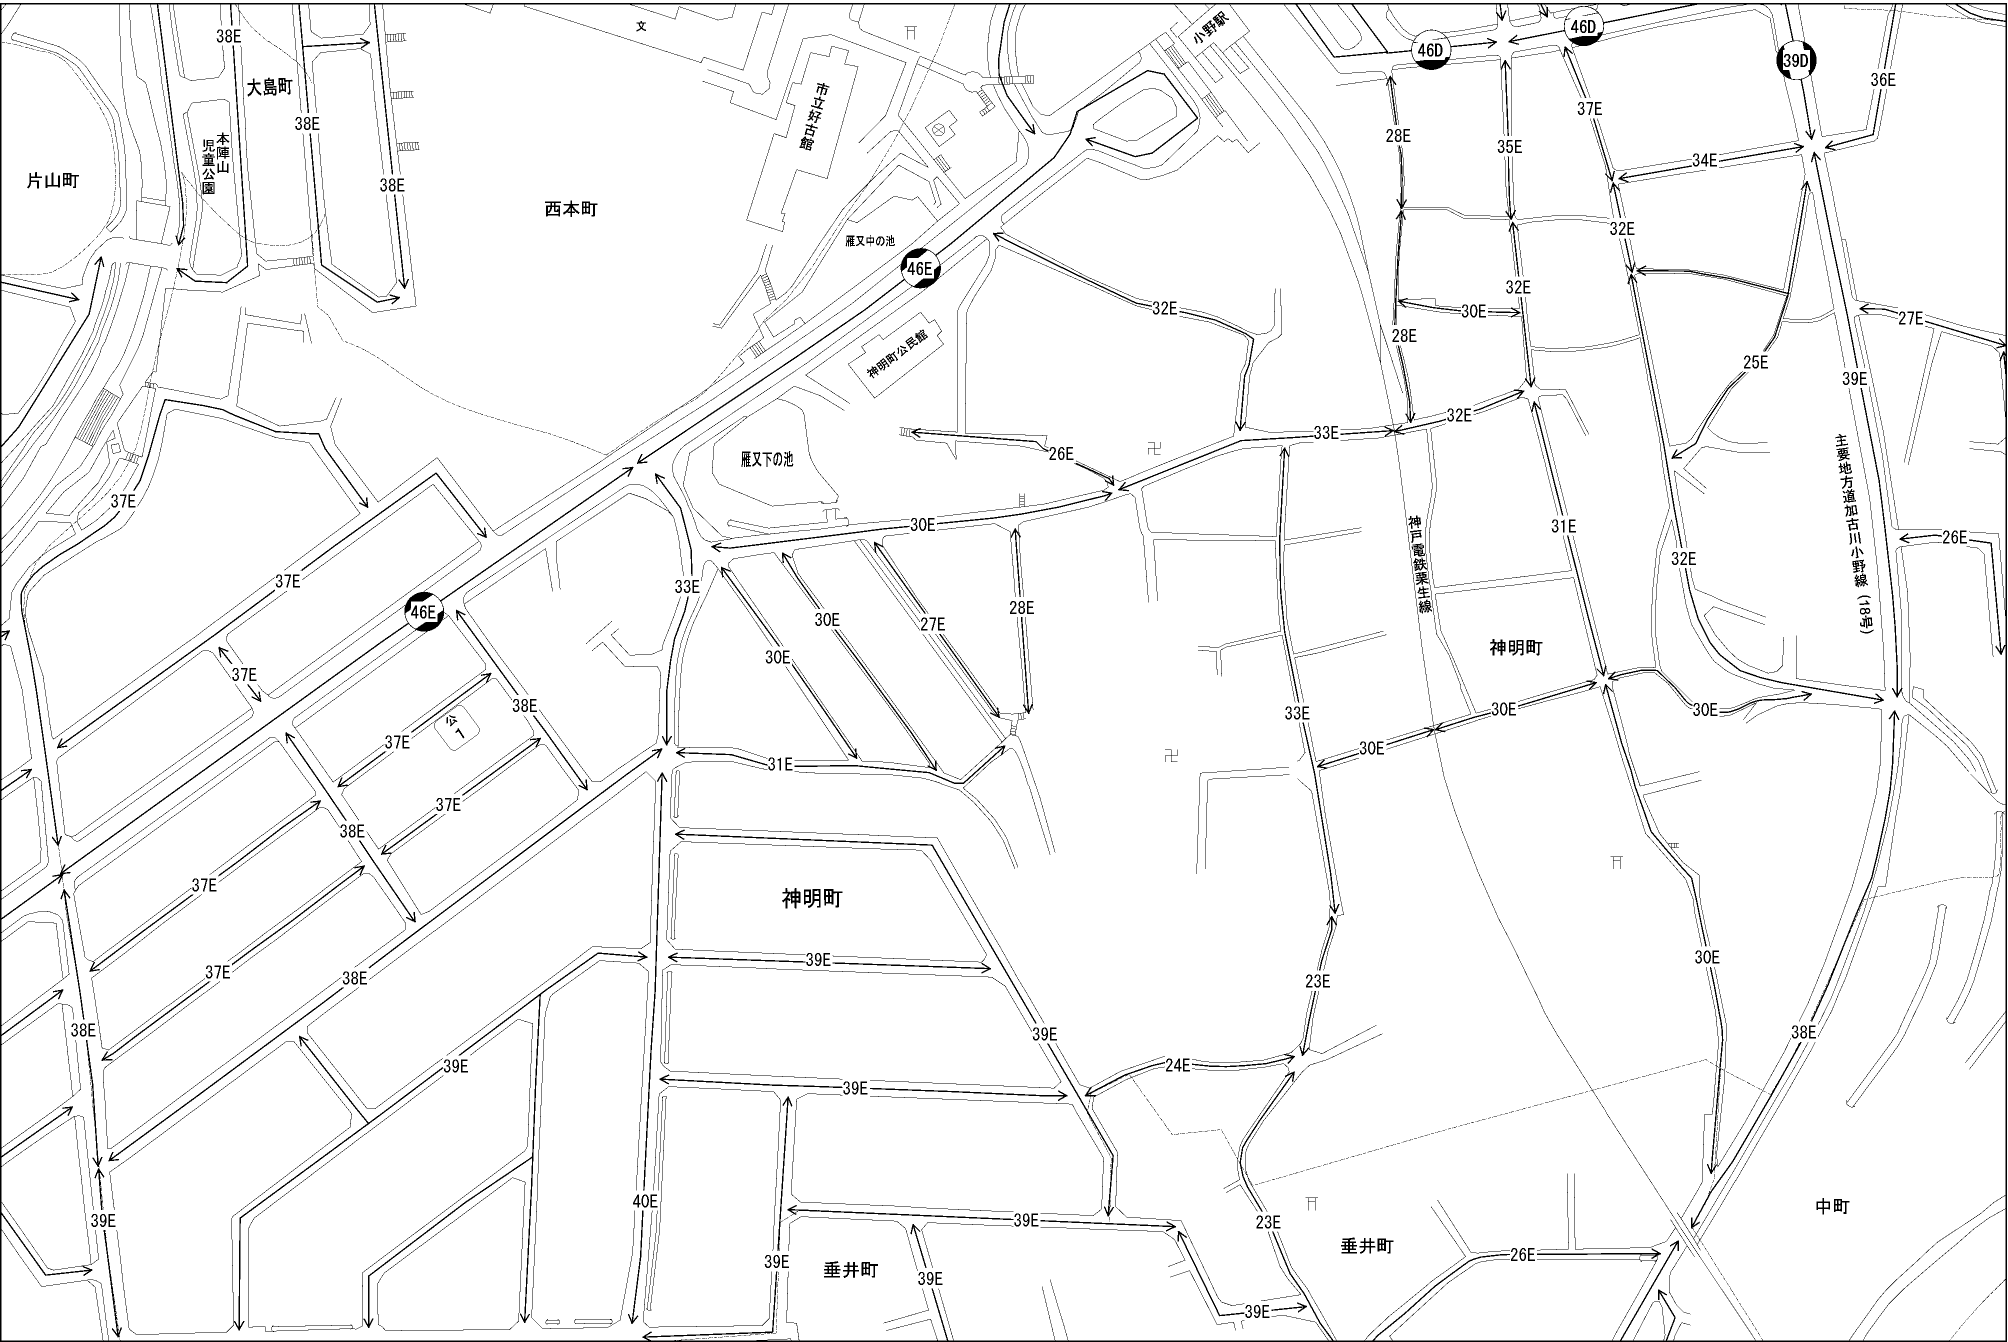 小野駅
46D
46D
38E
文
39D
36E
大島町
市立好古館
37E
38E
28E
35E
34E
本陣山
児童公園
片山町
38E
西本町
32E
雁又中の池
46E
32E
32E
30E
27E
28E
神明町公民館
25E
39E
32E
33E
主要地方道加古川小野線(18号)
26E
雁又下の池
37E
30E
31E
神戸電鉄粟生線
26E
32E
37E
33E
46E
28E
30E
27E
神明町
30E
37E
38E
公
1
33E
30E
30E
37E
30E
31E
37E
38E
37E
神明町
37E
38E
39E
30E
23E
38E
39E
38E
39E
24E
39E
40E
中町
39E
39E
23E
垂井町
26E
39E
垂井町
39E
39E